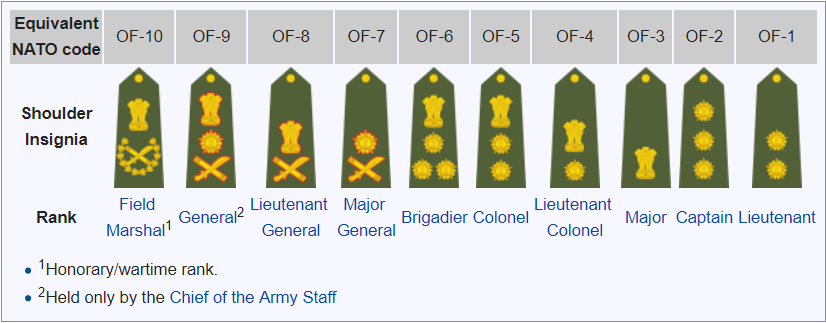 Equivalent NATO code OF-10 OF-9 OF-8 OF-7 OF-6 OF-5 OF-4 OF-3 OF-2 OF-1
Shoulder Insignia
Rank Field Marshal1 General2 Lieutenant General Major General Brigadier Colonel Lieutenant Colonel Major Captain Lieutenant
1Honorary/wartime rank.
2Held only by the Chief of the Army Staff